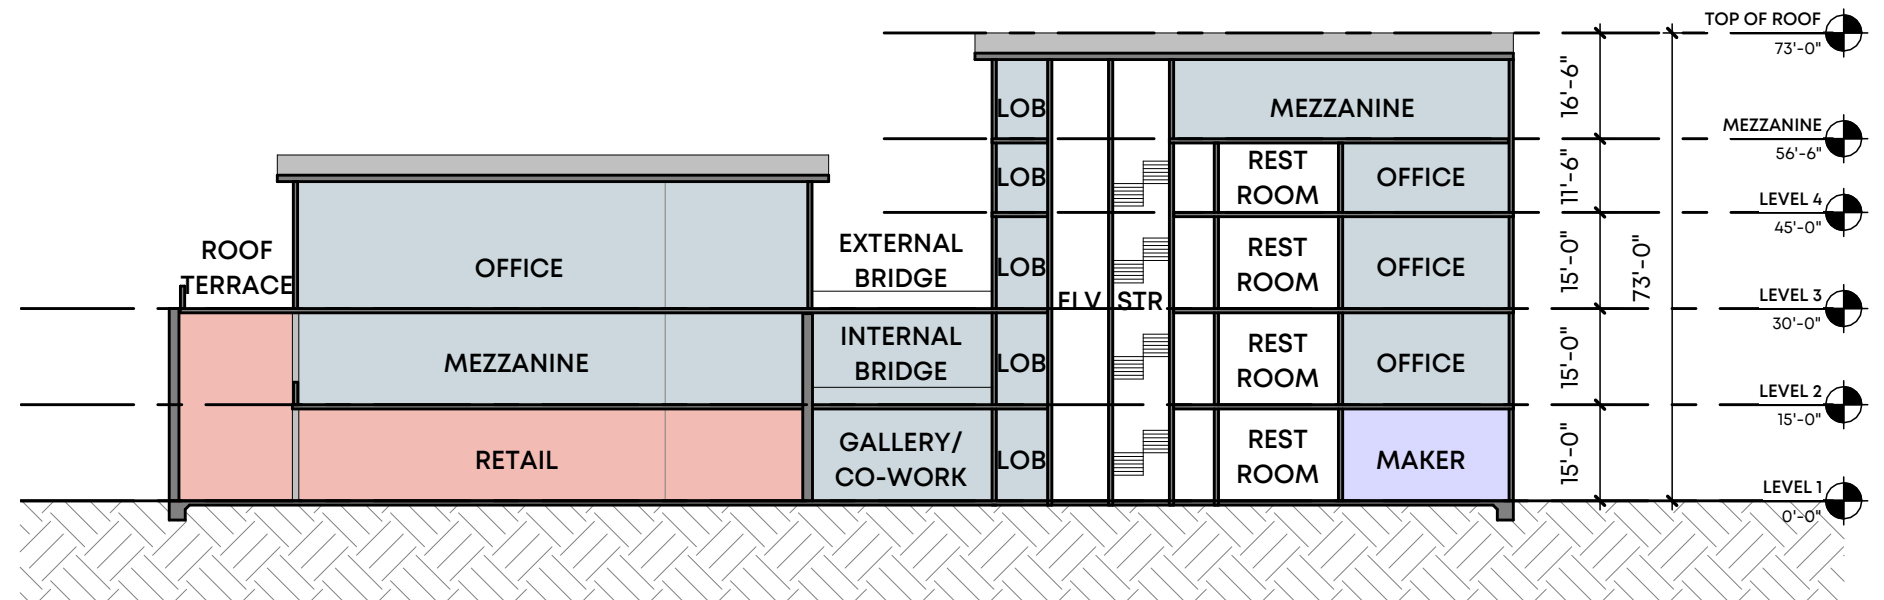 TOP OF ROOF
73'-0"
16'-6"
LOB
MEZZANINE
MEZZANINE
56'-6"
LOB
REST
ROOM
OFFICE
11'-6"
LEVEL 4
45'-0"
ROOF
TERRACE
OFFICE
EXTERNAL
BRIDGE
LOB
ELV
STR
REST
ROOM
OFFICE
15'-0"
73'-0"
LEVEL 3
30'-0"
MEZZANINE
INTERNAL
BRIDGE
LOB
REST
ROOM
OFFICE
15'-0"
LEVEL 2
15'-0"
RETAIL
GALLERY/
CO-WORK
LOB
REST
ROOM
MAKER
15'-0"
LEVEL 1
0'-0"